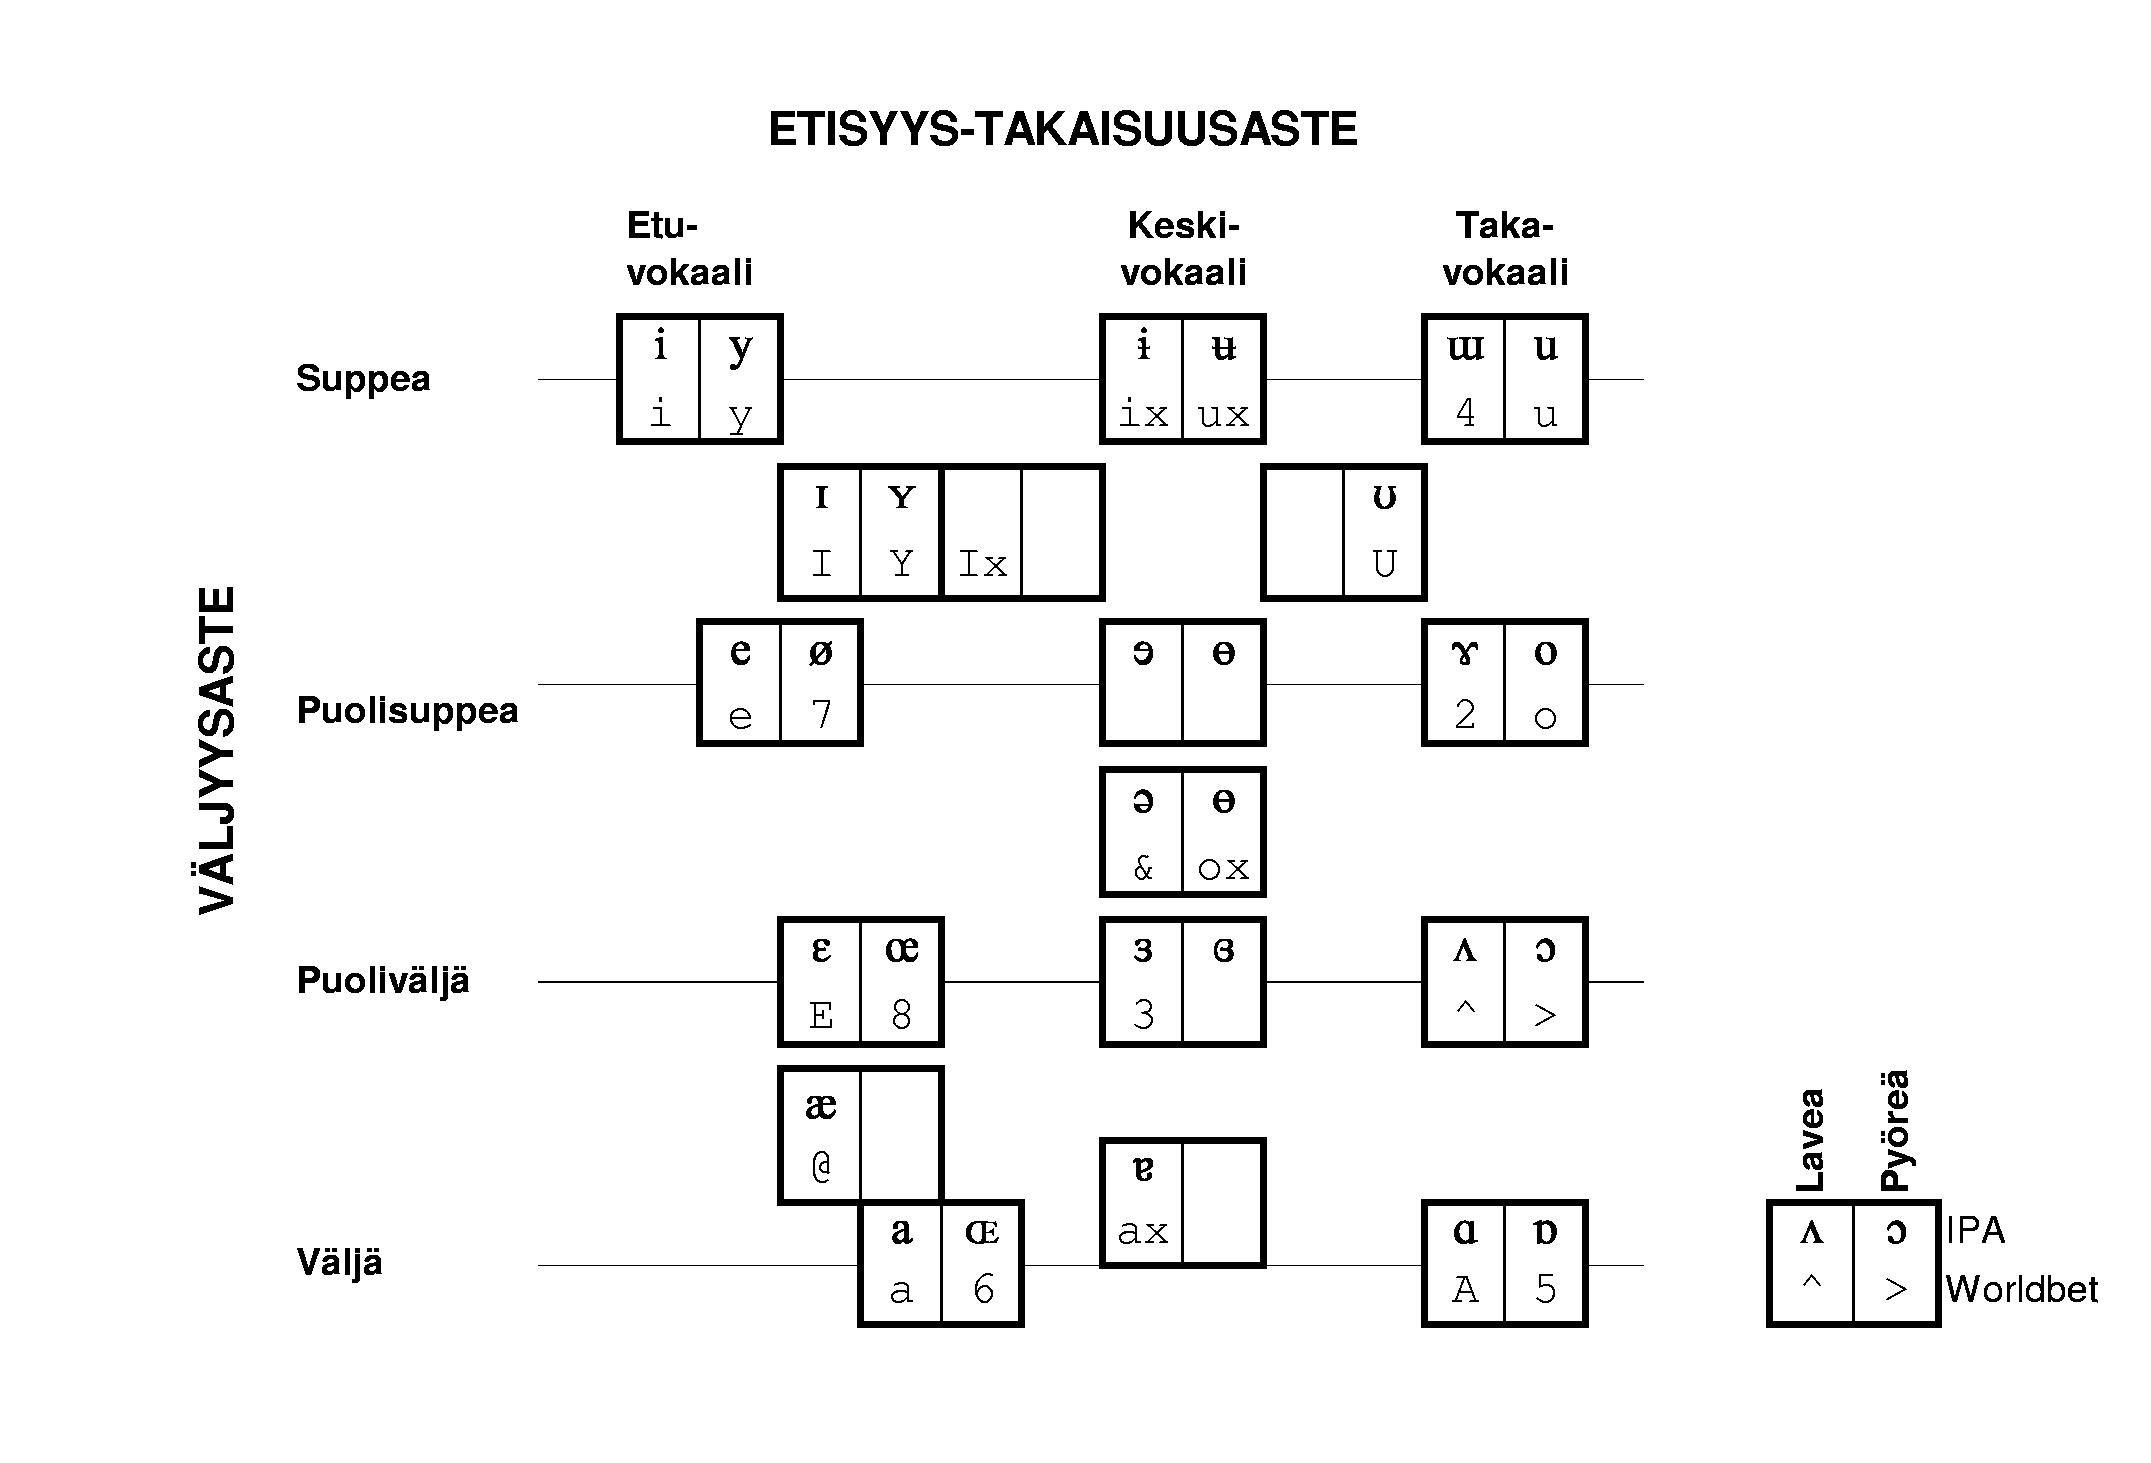 ETISYYS-TAKAISUUSASTE
Etu- Keski- Taka-
vokaali vokaali vokaali
VÄLJYYSASTE
Suppea
i y ɨ ʉ ɯ u
i y ix ux 4 u
ɪ ʏ ʊ
I Y Ix U
Puolisuppea
e ø ɘ ɵ ɤ o
e 7 2 o
ə ɵ
& ox
Puoliväljä
ɛ œ ɜ ɞ ʌ ɔ
E 8 3 ^ >
æ
@
ɐ
ax
Väljä
a ɶ ɑ ɒ
a 6 A 5
Lavea Pyöreä
ʌ ɔ IPA
^ > Worldbet